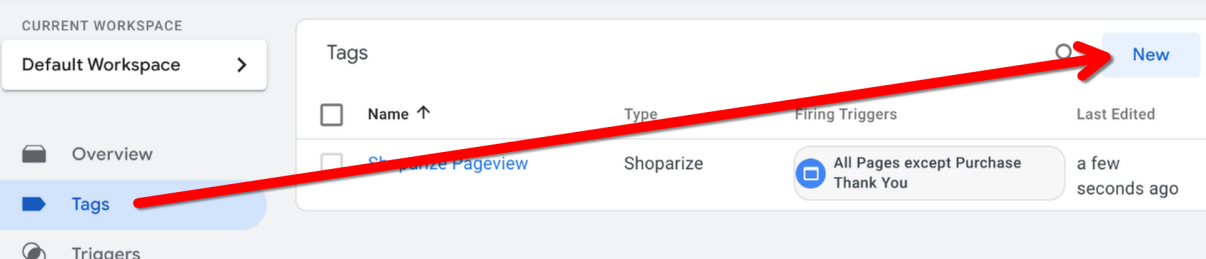 CURRENT WORKSPACE
Default Workspace
Overview
Tags
Triggers
Tags
New
Name
Type
Firing Triggers
Last Edited
Shoparize Pageview
Shoparize
All Pages except Purchase
Thank You
a few
seconds ago